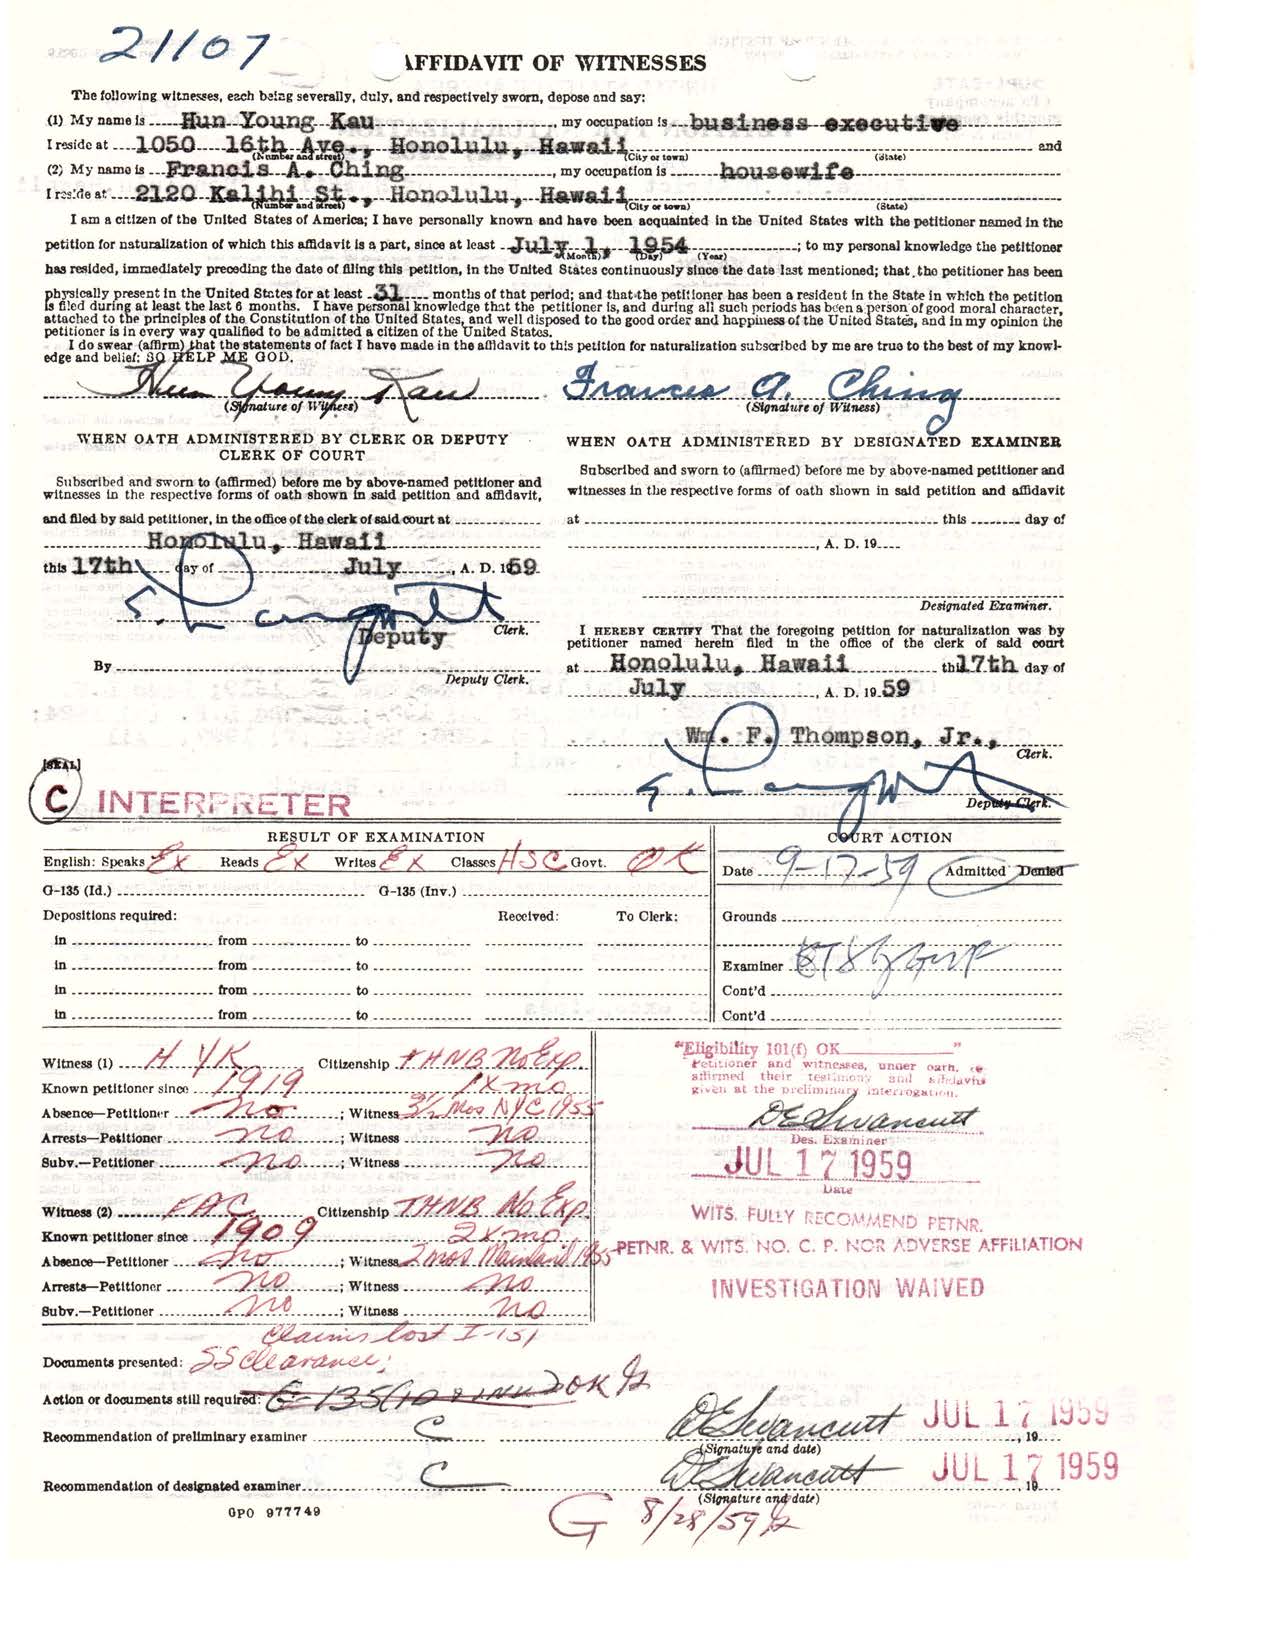 21107
AFFIDAVIT OF WITNESSES
The following witnesses, each being severally, duly, and respectively sworn, depose and say:
(1) My name is Hun Young Kau, my occupation is business executive
I reside at 1050 16th Ave., Honolulu, Hawaii and
(Number and street) (City or town) (State)
(2) My name is Francis A. Ching, my occupation is housewife
I reside at 2120 Kalihi St., Honolulu, Hawaii
(Number and street) (City or town) (State)
I am a citizen of the United States of America; I have personally known and have been acquainted in the United States with the petitioner named in the
petition for naturalization of which this affidavit is a part, since at least July 1, 1954; to my personal knowledge the petitioner
(Month) (Day) (Year)
has resided, immediately preceding the date of filing this petition, in the United States continuously since the date last mentioned; that the petitioner has been
physically present in the United States for at least 31 months of that period; and that the petitioner has been a resident in the State in which the petition
is filed during at least the last 6 months. I have personal knowledge that the petitioner is, and during all such periods has been a person of good moral character,
attached to the principles of the Constitution of the United States, and well disposed to the good order and happiness of the United States, and in my opinion the
petitioner is in every way qualified to be admitted a citizen of the United States.
I do swear (affirm) that the statements of fact I have made in the affidavit to this petition for naturalization subscribed by me are true to the best of my knowl-
edge and belief: SO HELP ME GOD.
Hun Young Kau Frances A. Ching
(Signature of Witness) (Signature of Witness)
WHEN OATH ADMINISTERED BY CLERK OR DEPUTY
CLERK OF COURT
Subscribed and sworn to (affirmed) before me by above-named petitioner and
witnesses in the respective forms of oath shown in said petition and affidavit,
and filed by said petitioner, in the office of the clerk of said court at
Honolulu, Hawaii
this 17th day of July, A. D. 1959
Deputy Clerk.
By
Deputy Clerk.
WHEN OATH ADMINISTERED BY DESIGNATED EXAMINER
Subscribed and sworn to (affirmed) before me by above-named petitioner and
witnesses in the respective forms of oath shown in said petition and affidavit
at this day of
, A. D. 19
Designated Examiner.
I HEREBY CERTIFY That the foregoing petition for naturalization was by
petitioner named herein filed in the office of the clerk of said court
at Honolulu, Hawaii th17th day of
July, A. D. 19 59
Wm. F. Thompson, Jr.,
Clerk.
Deputy Clerk.
[SEAL]
C INTERPRETER
RESULT OF EXAMINATION
English: Speaks Ex Reads Ex Writes Ex Classes HSC Govt. OK
G-135 (Id.) G-135 (Inv.)
Depositions required: Received: To Clerk:
in from to
in from to
in from to
in from to
COURT ACTION
Date 9-17-59 Admitted Denied
Grounds
Examiner
Cont'd
Cont'd
Witness (1) HYK Citizenship THNB No Exp.
Known petitioner since 1919 1x mo
Absence—Petitioner no; Witness 3½ mos NYC 1955
Arrests—Petitioner no; Witness no
Subv.—Petitioner no; Witness no
Witness (2) FAC Citizenship THNB No Exp.
Known petitioner since 1909 2x mo.
Absence—Petitioner no; Witness 2 mos Mainland 1955
Arrests—Petitioner no; Witness no
Subv.—Petitioner no; Witness no
"Eligibility 101(f) OK"
Petitioner and witnesses, under oath, re
affirmed their testimony and affidavits
given at the preliminary interrogation.
DE Swancutt
Des. Examiner
JUL 17 1959
Date
WITS. FULLY RECOMMEND PETNR.
PETNR. & WITS. NO. C. P. NOR ADVERSE AFFILIATION
INVESTIGATION WAIVED
Claims lost I-151
Documents presented: SS clearance;
Action or documents still required: G-135 OK
Recommendation of preliminary examiner C DE Swancutt JUL 17 1959
(Signature and date) , 19
Recommendation of designated examiner C DE Swancutt JUL 17 1959
(Signature and date) 19
GPO 977749
G 8/28/59